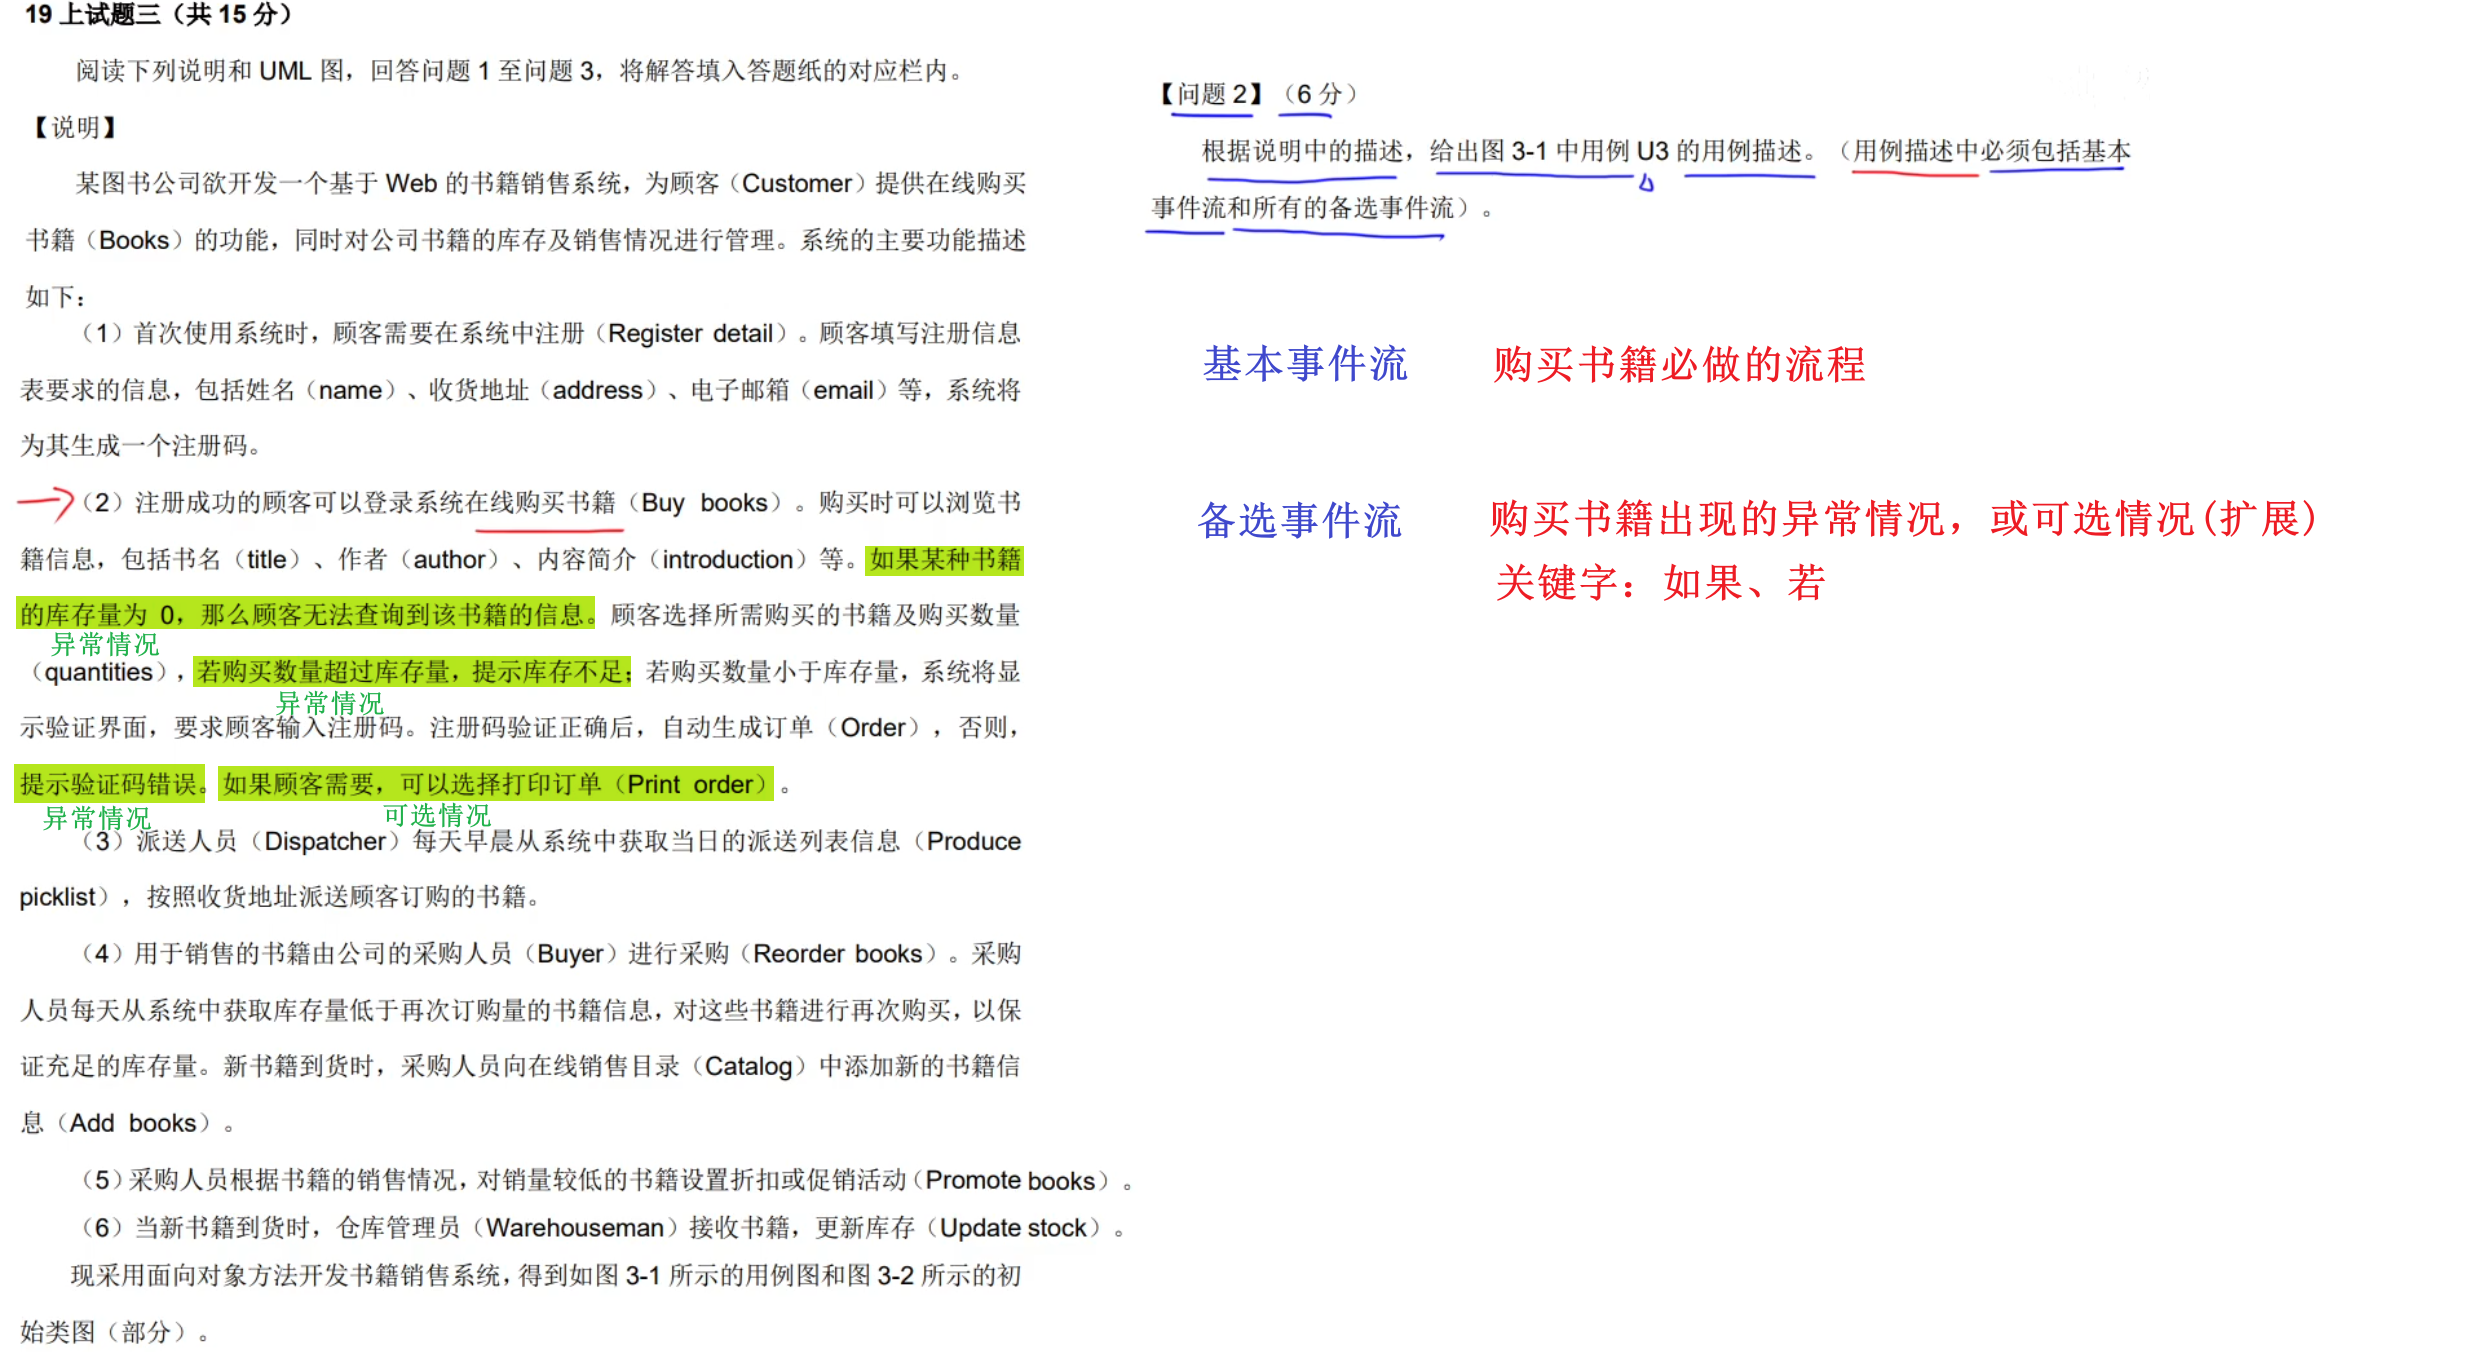 19 上试题三（共 15 分）
阅读下列说明和 UML 图，回答问题 1 至问题 3，将解答填入答题纸的对应栏内。
【说明】
某图书公司欲开发一个基于 Web 的书籍销售系统，为顾客（Customer）提供在线购买
书籍（Books）的功能，同时对公司书籍的库存及销售情况进行管理。系统的主要功能描述
如下：
（1）首次使用系统时，顾客需要在系统中注册（Register detail）。顾客填写注册信息
表要求的信息，包括姓名（name）、收货地址（address）、电子邮箱（email）等，系统将
为其生成一个注册码。
（2）注册成功的顾客可以登录系统在线购买书籍（Buy books）。购买时可以浏览书
籍信息，包括书名（title）、作者（author）、内容简介（introduction）等。如果某种书籍
的库存量为 0，那么顾客无法查询到该书籍的信息。顾客选择所需购买的书籍及购买数量
异常情况
（quantities），若购买数量超过库存量，提示库存不足；若购买数量小于库存量，系统将显
异常情况
示验证界面，要求顾客输入注册码。注册码验证正确后，自动生成订单（Order），否则，
提示验证码错误。如果顾客需要，可以选择打印订单（Print order）。
异常情况 可选情况
（3）派送人员（Dispatcher）每天早晨从系统中获取当日的派送列表信息（Produce
picklist），按照收货地址派送顾客订购的书籍。
（4）用于销售的书籍由公司的采购人员（Buyer）进行采购（Reorder books）。采购
人员每天从系统中获取库存量低于再次订购量的书籍信息，对这些书籍进行再次购买，以保
证充足的库存量。新书籍到货时，采购人员向在线销售目录（Catalog）中添加新的书籍信
息（Add books）。
（5）采购人员根据书籍的销售情况，对销量较低的书籍设置折扣或促销活动（Promote books）。
（6）当新书籍到货时，仓库管理员（Warehouseman）接收书籍，更新库存（Update stock）。
现采用面向对象方法开发书籍销售系统，得到如图 3-1 所示的用例图和图 3-2 所示的初
始类图（部分）。
【问题 2】（6 分）
根据说明中的描述，给出图 3-1 中用例 U3 的用例描述。（用例描述中必须包括基本
事件流和所有的备选事件流）。
基本事件流 购买书籍必做的流程
备选事件流 购买书籍出现的异常情况，或可选情况(扩展)
关键字：如果、若